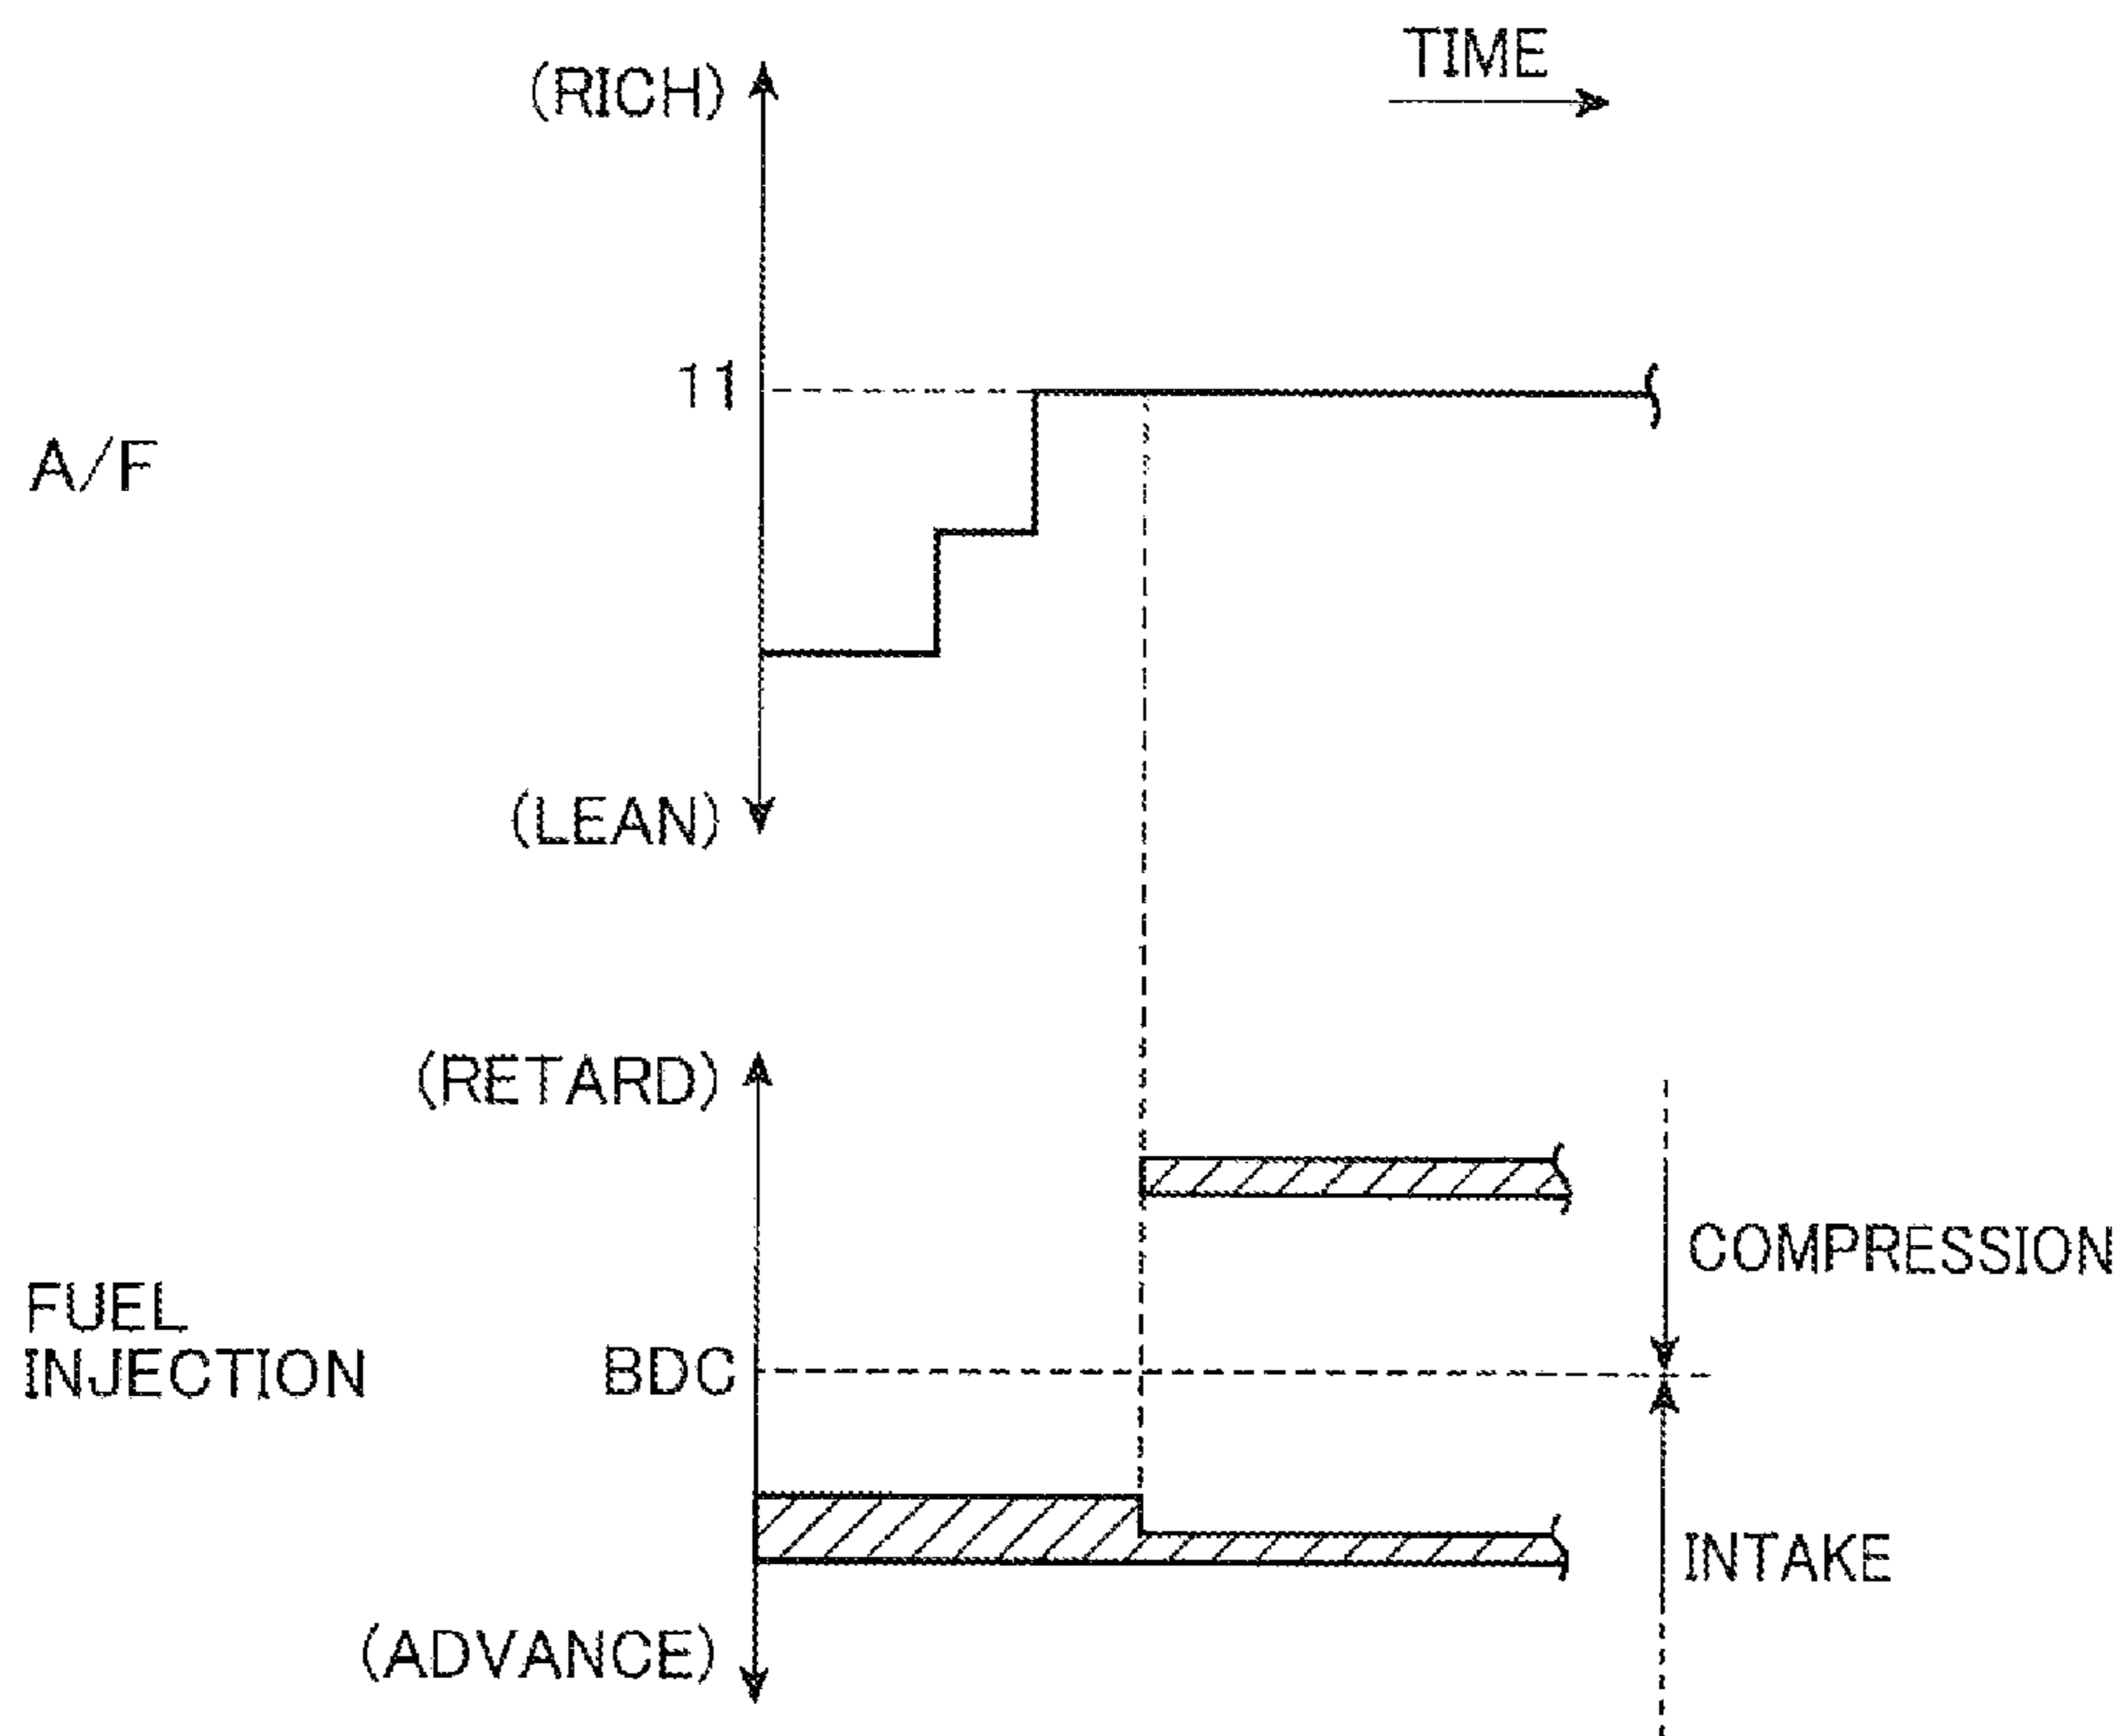 TIME
(RICH)
11
A/F
(LEAN)
(RETARD)
COMPRESSION
FUEL
INJECTION
BDC
INTAKE
(ADVANCE)